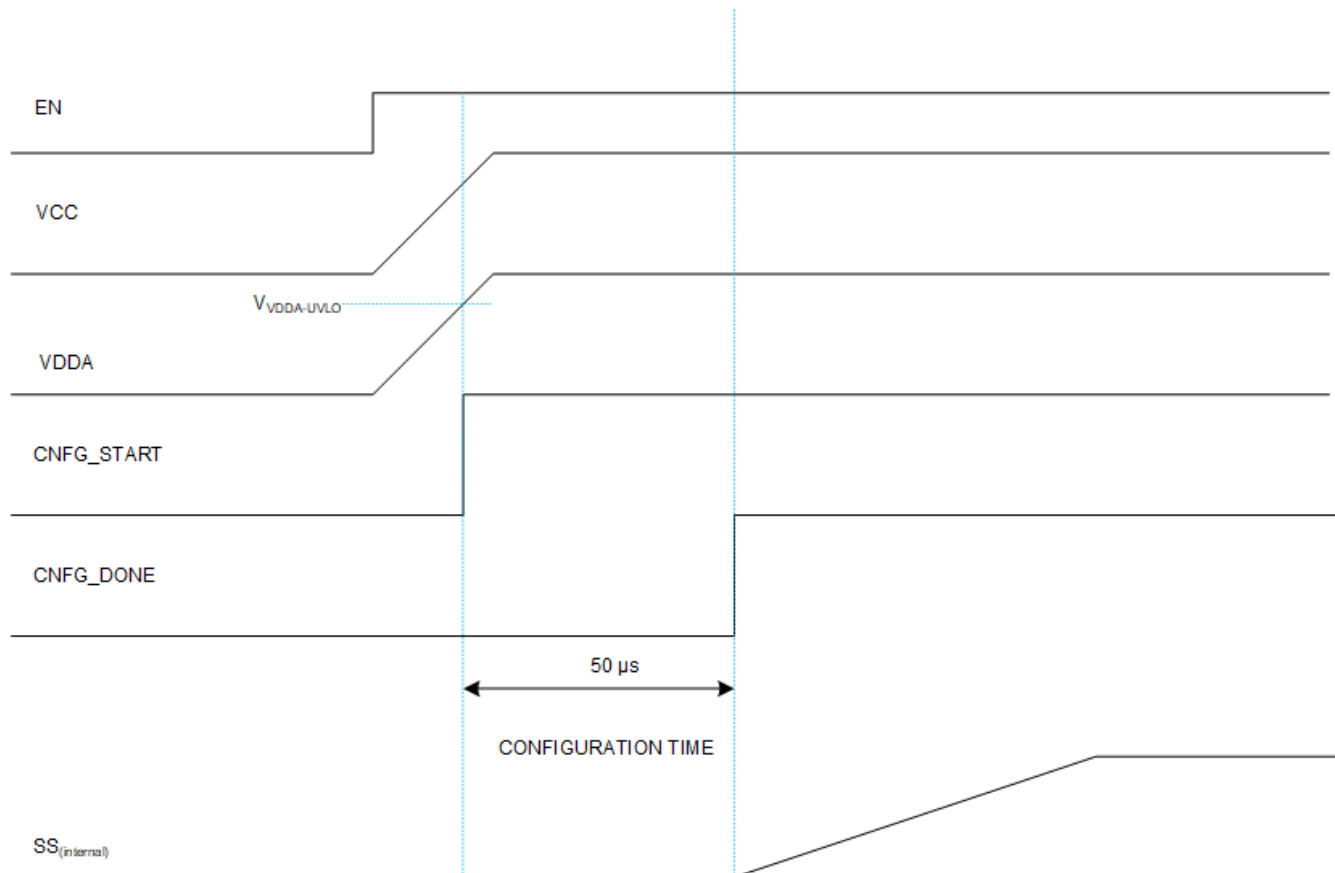 EN
VCC
VVDDA-UVLO
VDDA
CNFG_START
CNFG_DONE
50 µs
CONFIGURATION TIME
SS(internal)